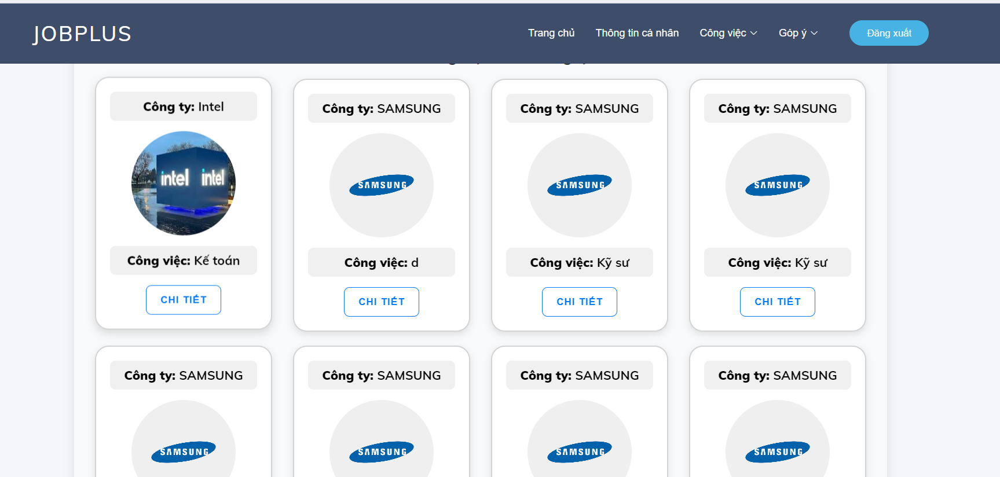 JOBPLUS
Trang chủ
Thông tin cá nhân
Công việc
Góp ý
Đăng xuất
Công ty: Intel
Công ty: SAMSUNG
Công ty: SAMSUNG
Công ty: SAMSUNG
intel
intel
SAMSUNG
SAMSUNG
SAMSUNG
Công việc: Kế toán
Công việc: d
Công việc: Kỹ sư
Công việc: Kỹ sư
CHI TIẾT
CHI TIẾT
CHI TIẾT
CHI TIẾT
Công ty: SAMSUNG
Công ty: SAMSUNG
Công ty: SAMSUNG
Công ty: SAMSUNG
SAMSUNG
SAMSUNG
SAMSUNG
SAMSUNG